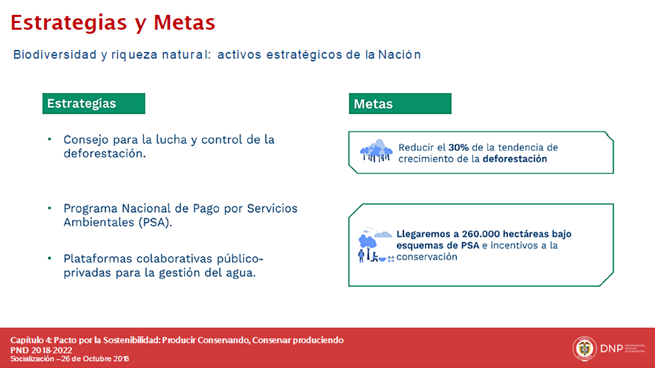 Estrategias y Metas
Biodiversidad y riqueza natural: activos estratégicos de la Nación
Estrategias
• Consejo para la lucha y control de la
deforestación.
• Programa Nacional de Pago por Servicios
Ambientales (PSA).
• Plataformas colaborativas público-
privadas para la gestión del agua.
Metas
Reducir el 30% de la tendencia de
crecimiento de la deforestación
Llegaremos a 260.000 hectáreas bajo
esquemas de PSA e incentivos a la
conservación
Capítulo 4: Pacto por la Sostenibilidad: Producir Conservando, Conservar produciendo
PND 2018-2022
Socialización –26 de Octubre 2018
DNP